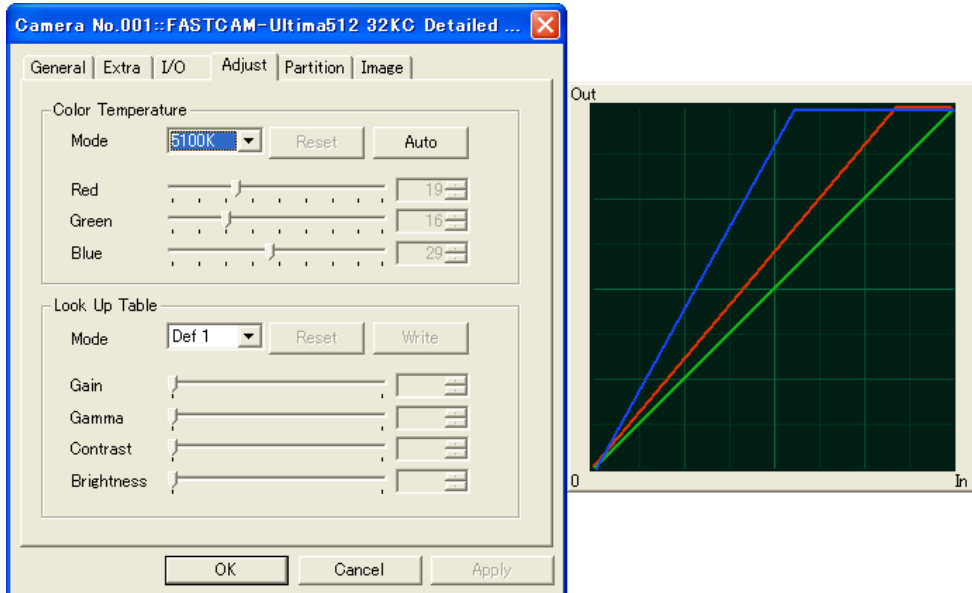 Camera No.001::FASTCAM-Ultima512 32KC Detailed ...
General Extra I/O Adjust Partition Image
Color Temperature
Mode 5100K Reset Auto
Red 19
Green 16
Blue 29
Look Up Table
Mode Def 1 Reset Write
Gain
Gamma
Contrast
Brightness
OK Cancel Apply
Out
0 In